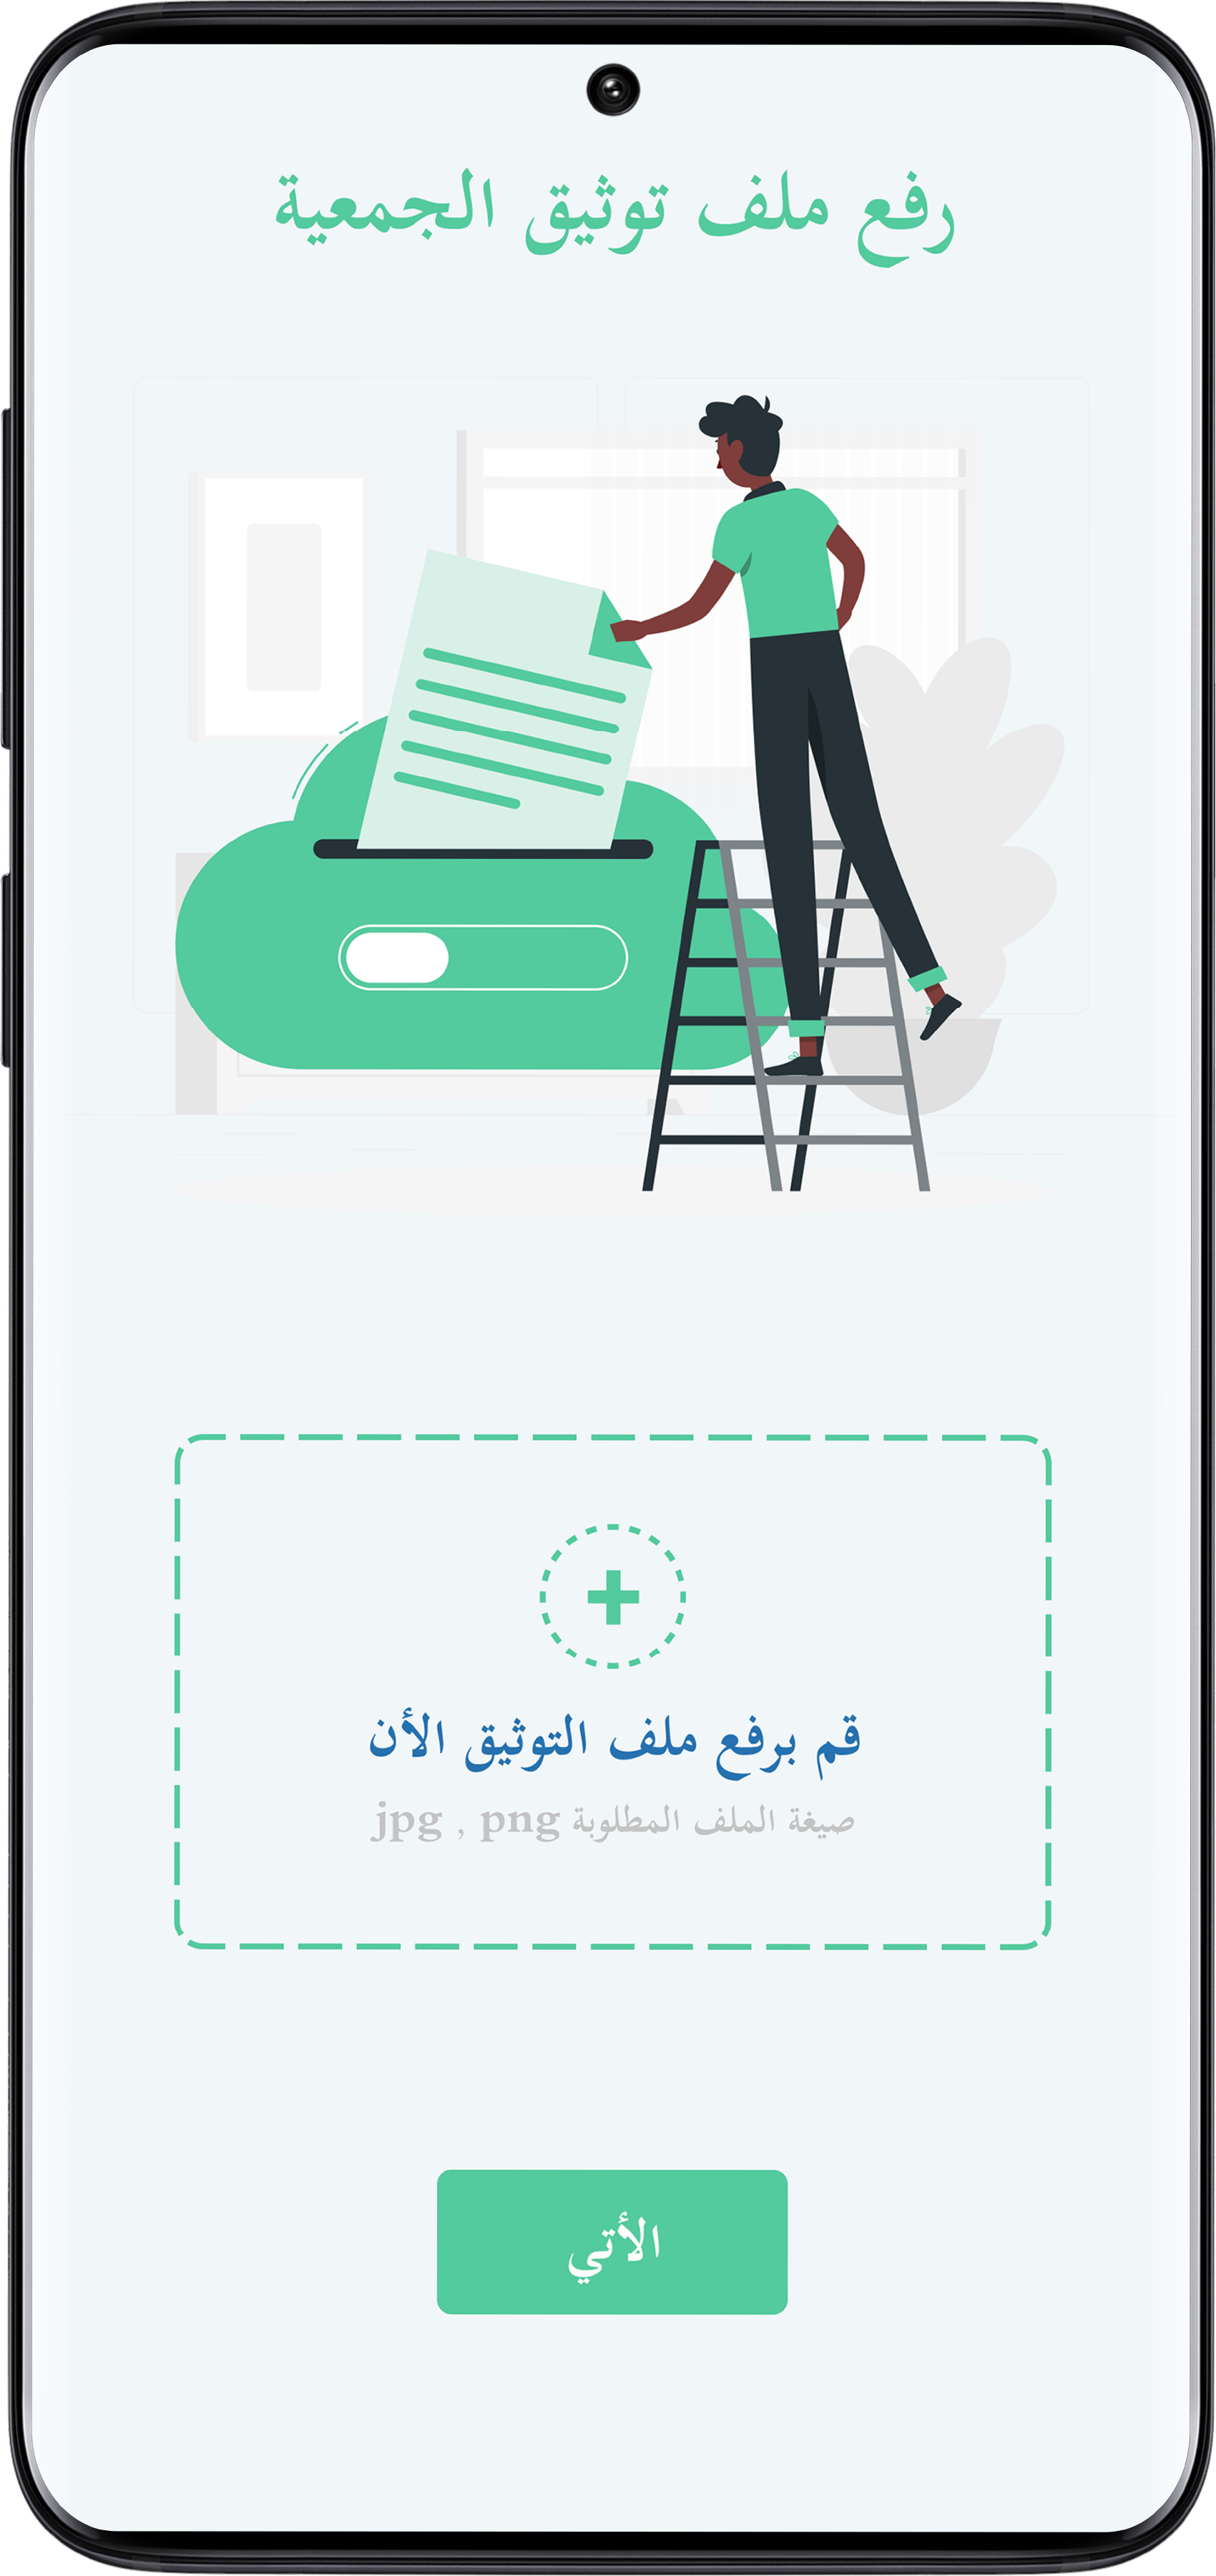 رفع ملف توثيق الجمعية
قم برفع ملف التوثيق الأن
صيغة الملف المطلوبة jpg , png
الأتي